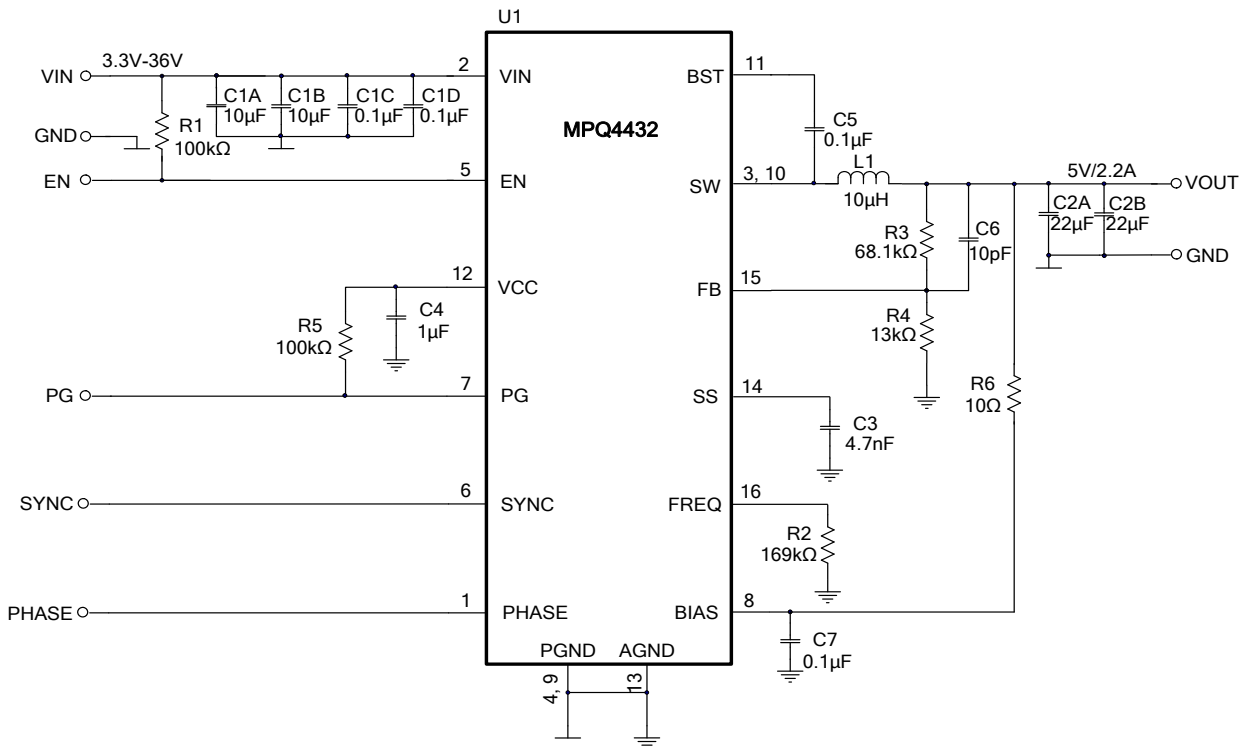 U1
MPQ4432
VIN
3.3V-36V
2
VIN
C1A
10µF
C1B
10µF
C1C
0.1µF
C1D
0.1µF
GND
R1
100kΩ
EN
5
EN
12
VCC
C4
1µF
R5
100kΩ
PG
7
PG
SYNC
6
SYNC
PHASE
1
PHASE
PGND
AGND
4, 9
13
BST
11
C5
0.1µF
SW
3, 10
L1
10µH
5V/2.2A
VOUT
C2A
22µF
C2B
22µF
GND
R3
68.1kΩ
C6
10pF
FB
15
R4
13kΩ
R6
10Ω
SS
14
C3
4.7nF
FREQ
16
R2
169kΩ
BIAS
8
C7
0.1µF